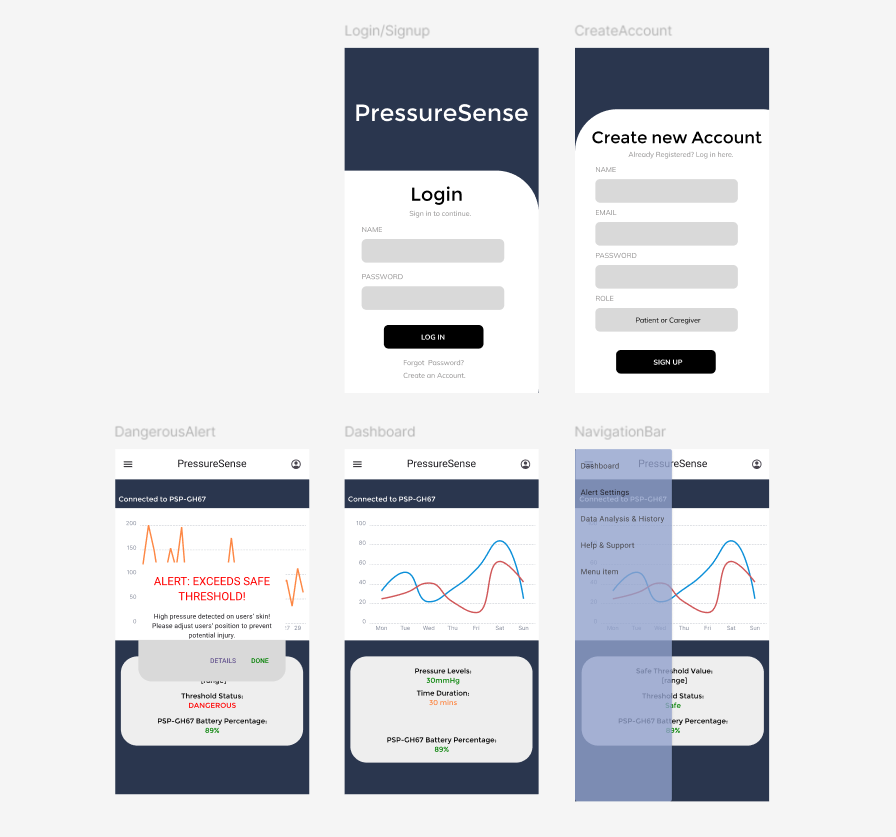 Login/Signup
PressureSense
Login
Sign in to continue.
NAME
PASSWORD
LOG IN
Forgot Password?
Create an Account.
CreateAccount
Create new Account
Already Registered? Log in here.
NAME
EMAIL
PASSWORD
ROLE
Patient or Caregiver
SIGN UP
DangerousAlert
PressureSense
Connected to PSP-GH67
200
150
100
50
0
28
ALERT: EXCEEDS SAFE
THRESHOLD!
High pressure detected on users' skin!
Please adjust users' position to prevent
potential injury.
DETAILS DONE
[range]
Threshold Status:
DANGEROUS
PSP-GH67 Battery Percentage:
89%
Dashboard
PressureSense
Connected to PSP-GH67
100
80
60
40
20
0
Mon Tue Wed Thu Fri Sat Sun
Pressure Levels:
30mmHg
Time Duration:
30 mins
PSP-GH67 Battery Percentage:
89%
NavigationBar
PressureSense
Connected to PSP-GH67
Dashboard
Alert Settings
Data Analysis & History
Help & Support
Menu item
60
40
20
0
Mon Tue Wed Thu Fri Sat Sun
Safe Threshold Value:
[range]
Threshold Status:
Safe
PSP-GH67 Battery Percentage:
89%